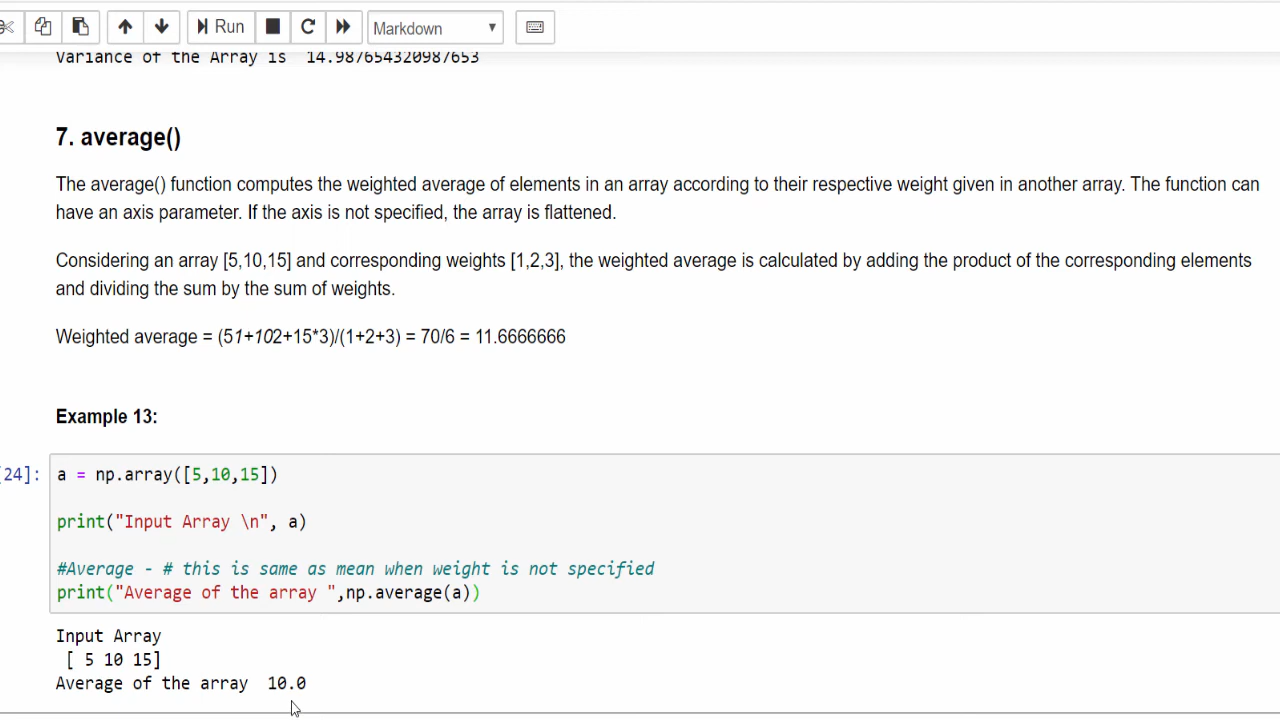 Run
Markdown
Variance of the Array is 14.987654320987653
7. average()
The average() function computes the weighted average of elements in an array according to their respective weight given in another array. The function can
have an axis parameter. If the axis is not specified, the array is flattened.
Considering an array [5,10,15] and corresponding weights [1,2,3], the weighted average is calculated by adding the product of the corresponding elements
and dividing the sum by the sum of weights.
Weighted average = (51+102+15*3)/(1+2+3) = 70/6 = 11.6666666
Example 13:
[24]: a = np.array([5,10,15])
print("Input Array \n", a)
#Average - # this is same as mean when weight is not specified
print("Average of the array ",np.average(a))
Input Array
[ 5 10 15]
Average of the array 10.0